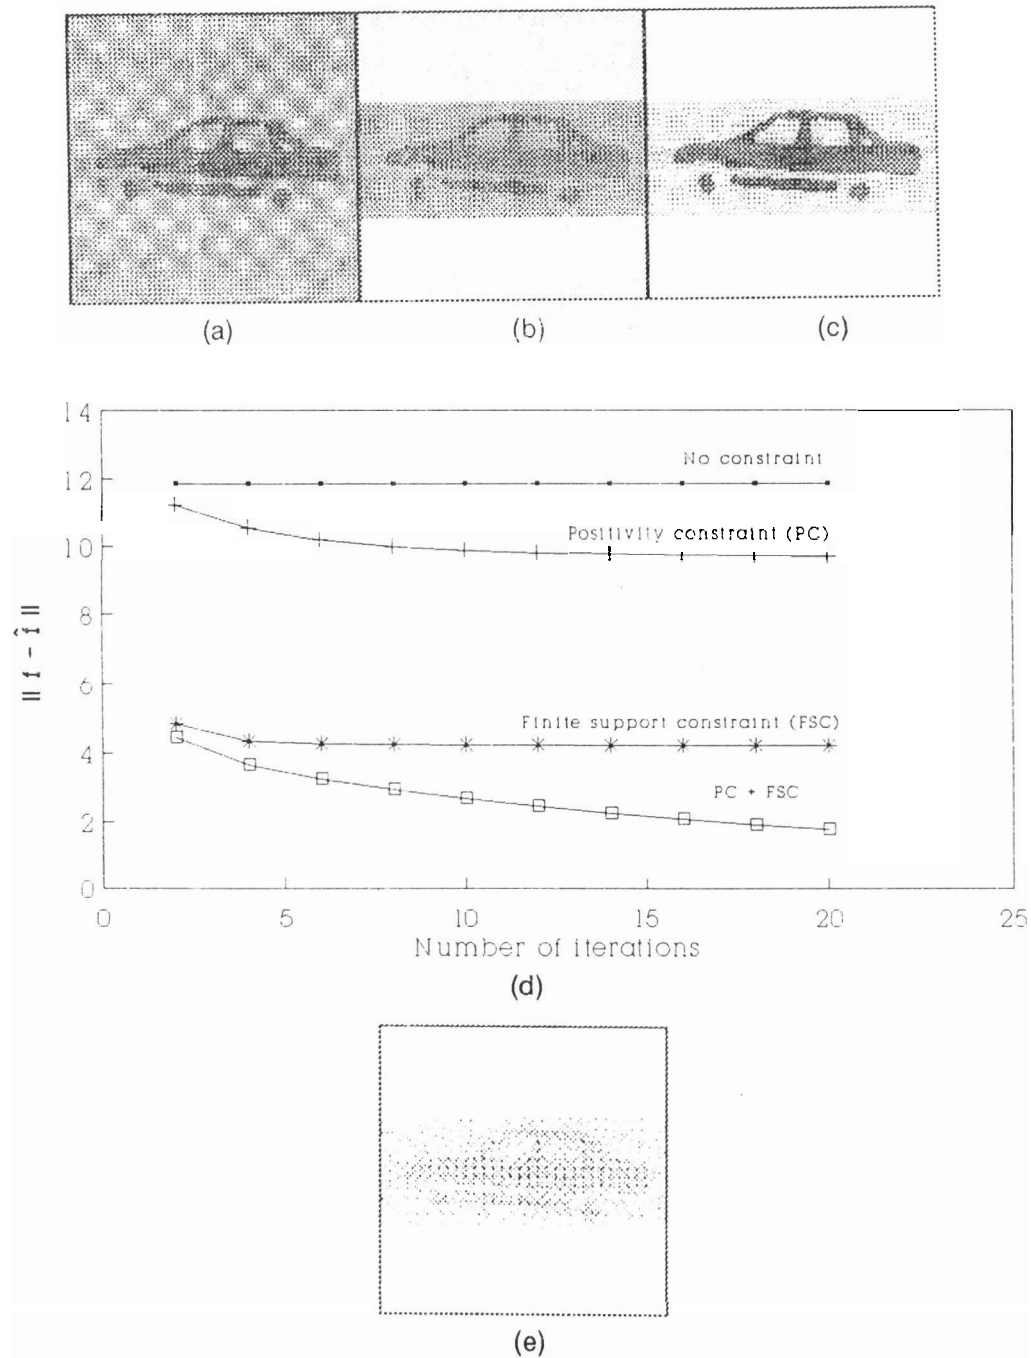 (a) (b) (c)
14
No constraint
12
Positivity constraint (PC)
10
8
|| f - f̂ ||
6
Finite support constraint (FSC)
4
PC + FSC
2
0
0 5 10 15 20 25
Number of iterations
(d)
(e)